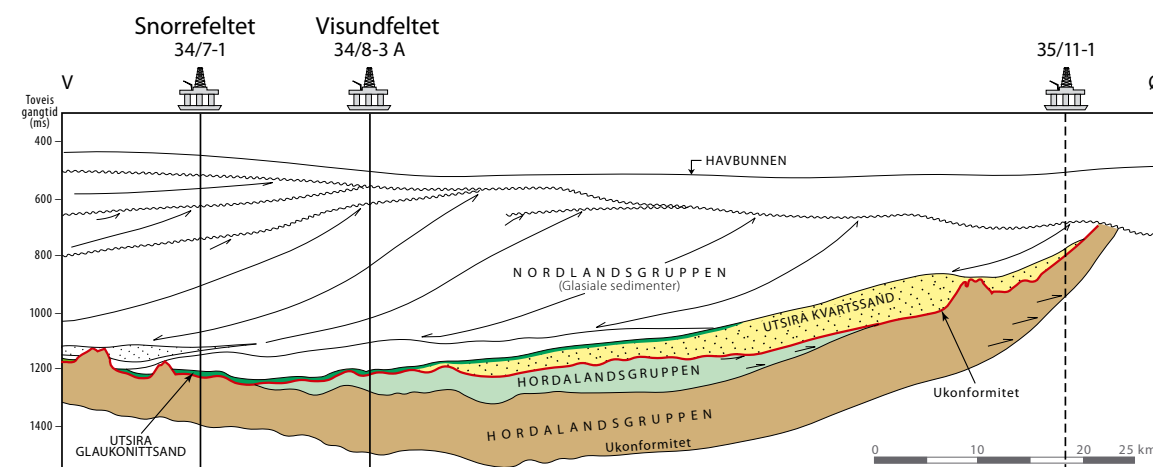 Snorrefeltet
34/7-1
Visundfeltet
34/8-3 A
35/11-1
V
Ø
Toveis
gangtid
(ms)
400
600
800
1000
1200
1400
HAVBUNNEN
NORDLANDSGRUPPEN
(Glasiale sedimenter)
UTSIRA KVARTSSAND
HORDALANDSGRUPPEN
HORDALANDSGRUPPEN
Ukonformitet
Ukonformitet
UTSIRA
GLAUKONITTSAND
0 10 20 25 km